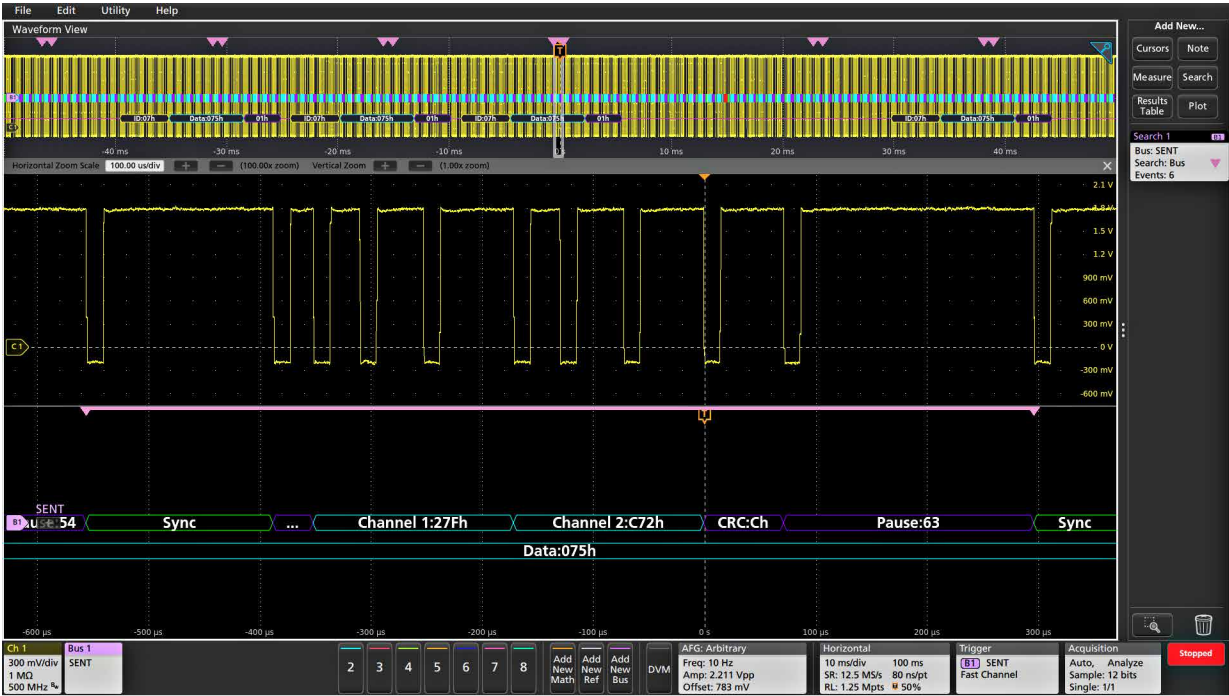 File Edit Utility Help
Waveform View
Add New...
Cursors Note
Measure Search
Results Table Plot
Search 1 B1
Bus: SENT
Search: Bus
Events: 6
T
B1
ID:07h Data:075h 01h ID:07h Data:075h 01h ID:07h Data:075h 01h ID:07h Data:075h 01h
-40 ms -30 ms -20 ms -10 ms 0 s 10 ms 20 ms 30 ms 40 ms
Horizontal Zoom Scale 100.00 us/div + — (100.00x zoom) Vertical Zoom + — (1.00x zoom) ×
2.1 V
1.8 V
1.5 V
1.2 V
900 mV
600 mV
300 mV
C1 0 V
-300 mV
-600 mV
T
SENT
B1 54 Sync ... Channel 1:27Fh Channel 2:C72h CRC:Ch Pause:63 Sync
Data:075h
-600 µs -500 µs -400 µs -300 µs -200 µs -100 µs 0 s 100 µs 200 µs 300 µs
Ch 1
300 mV/div
1 MΩ
500 MHz
Bus 1
SENT
2 3 4 5 6 7 8
Add New Math
Add New Ref
Add New Bus
DVM
AFG: Arbitrary
Freq: 10 Hz
Amp: 2.211 Vpp
Offset: 783 mV
Horizontal
10 ms/div 100 ms
SR: 12.5 MS/s 80 ns/pt
RL: 1.25 Mpts 50%
Trigger
B1 SENT
Fast Channel
Acquisition
Auto, Analyze
Sample: 12 bits
Single: 1/1
Stopped